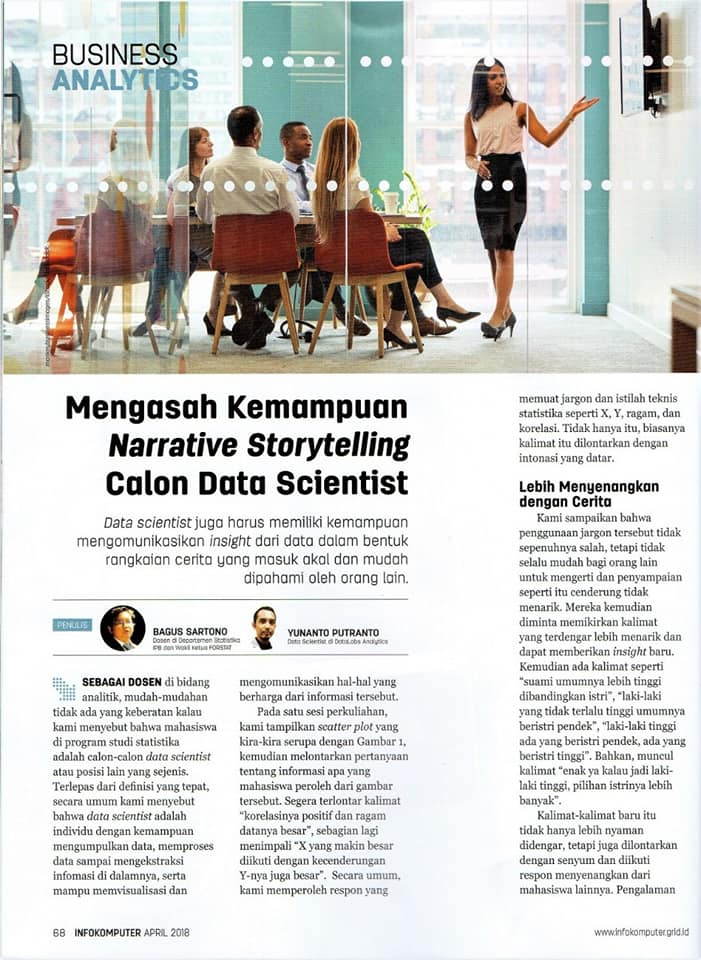 BUSINESS
ANALYTICS
Mengasah Kemampuan
Narrative Storytelling
Calon Data Scientist
Data scientist juga harus memiliki kemampuan
mengomunikasikan insight dari data dalam bentuk
rangkaian cerita yang masuk akal dan mudah
dipahami oleh orang lain.
PENULIS
BAGUS SARTONO
Dosen di Departemen Statistika
IPB dan Wakil Ketua FORSTAT
YUNANTO PUTRANTO
Data Scientist di DataLabs Analytics
SEBAGAI DOSEN di bidang
analitik, mudah-mudahan
tidak ada yang keberatan kalau
kami menyebut bahwa mahasiswa
di program studi statistika
adalah calon-calon data scientist
atau posisi lain yang sejenis.
Terlepas dari definisi yang tepat,
secara umum kami menyebut
bahwa data scientist adalah
individu dengan kemampuan
mengumpulkan data, memproses
data sampai mengekstraksi
infomasi di dalamnya, serta
mampu memvisualisasi dan
mengomunikasikan hal-hal yang
berharga dari informasi tersebut.
Pada satu sesi perkuliahan,
kami tampilkan scatter plot yang
kira-kira serupa dengan Gambar 1,
kemudian melontarkan pertanyaan
tentang informasi apa yang
mahasiswa peroleh dari gambar
tersebut. Segera terlontar kalimat
“korelasinya positif dan ragam
datanya besar”, sebagian lagi
menimpali “X yang makin besar
diikuti dengan kecenderungan
Y-nya juga besar”. Secara umum,
kami memperoleh respon yang
memuat jargon dan istilah teknis
statistika seperti X, Y, ragam, dan
korelasi. Tidak hanya itu, biasanya
kalimat itu dilontarkan dengan
intonasi yang datar.
Lebih Menyenangkan
dengan Cerita
Kami sampaikan bahwa
penggunaan jargon tersebut tidak
sepenuhnya salah, tetapi tidak
selalu mudah bagi orang lain
untuk mengerti dan penyampaian
seperti itu cenderung tidak
menarik. Mereka kemudian
diminta memikirkan kalimat
yang terdengar lebih menarik dan
dapat memberikan insight baru.
Kemudian ada kalimat seperti
“suami umumnya lebih tinggi
dibandingkan istri”, “laki-laki
yang tidak terlalu tinggi umumnya
beristri pendek”, “laki-laki tinggi
ada yang beristri pendek, ada yang
beristri tinggi”. Bahkan, muncul
kalimat “enak ya kalau jadi laki-
laki tinggi, pilihan istrinya lebih
banyak”.
Kalimat-kalimat baru itu
tidak hanya lebih nyaman
didengar, tetapi juga dilontarkan
dengan senyum dan diikuti
respon menyenangkan dari
mahasiswa lainnya. Pengalaman
68 INFOKOMPUTER APRIL 2018
www.infokomputer.grid.id